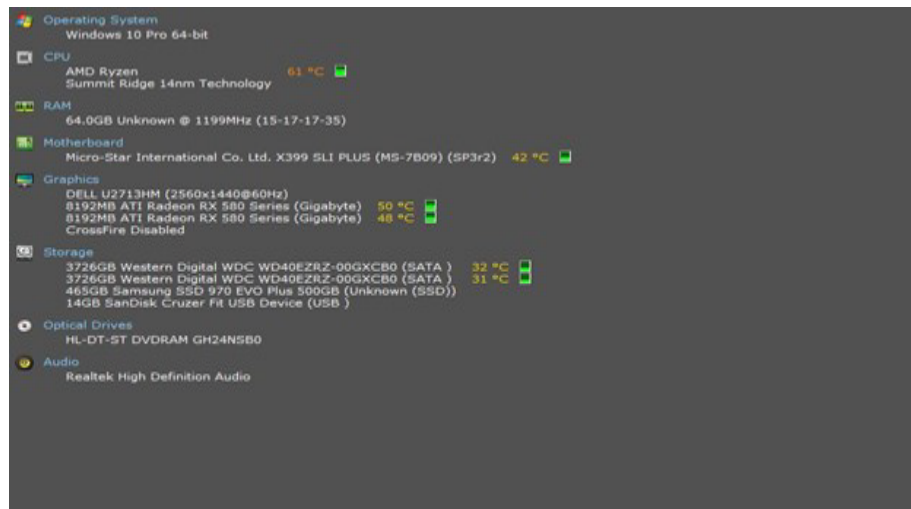 Operating System
Windows 10 Pro 64-bit
CPU
AMD Ryzen 61 °C
Summit Ridge 14nm Technology
RAM
64.0GB Unknown @ 1199MHz (15-17-17-35)
Motherboard
Micro-Star International Co. Ltd. X399 SLI PLUS (MS-7B09) (SP3r2) 42 °C
Graphics
DELL U2713HM (2560x1440@60Hz)
8192MB ATI Radeon RX 580 Series (Gigabyte) 50 °C
8192MB ATI Radeon RX 580 Series (Gigabyte) 48 °C
CrossFire Disabled
Storage
3726GB Western Digital WDC WD40EZRZ-00GXCB0 (SATA ) 32 °C
3726GB Western Digital WDC WD40EZRZ-00GXCB0 (SATA ) 31 °C
465GB Samsung SSD 970 EVO Plus 500GB (Unknown (SSD))
14GB SanDisk Cruzer Fit USB Device (USB )
Optical Drives
HL-DT-ST DVDRAM GH24NSB0
Audio
Realtek High Definition Audio